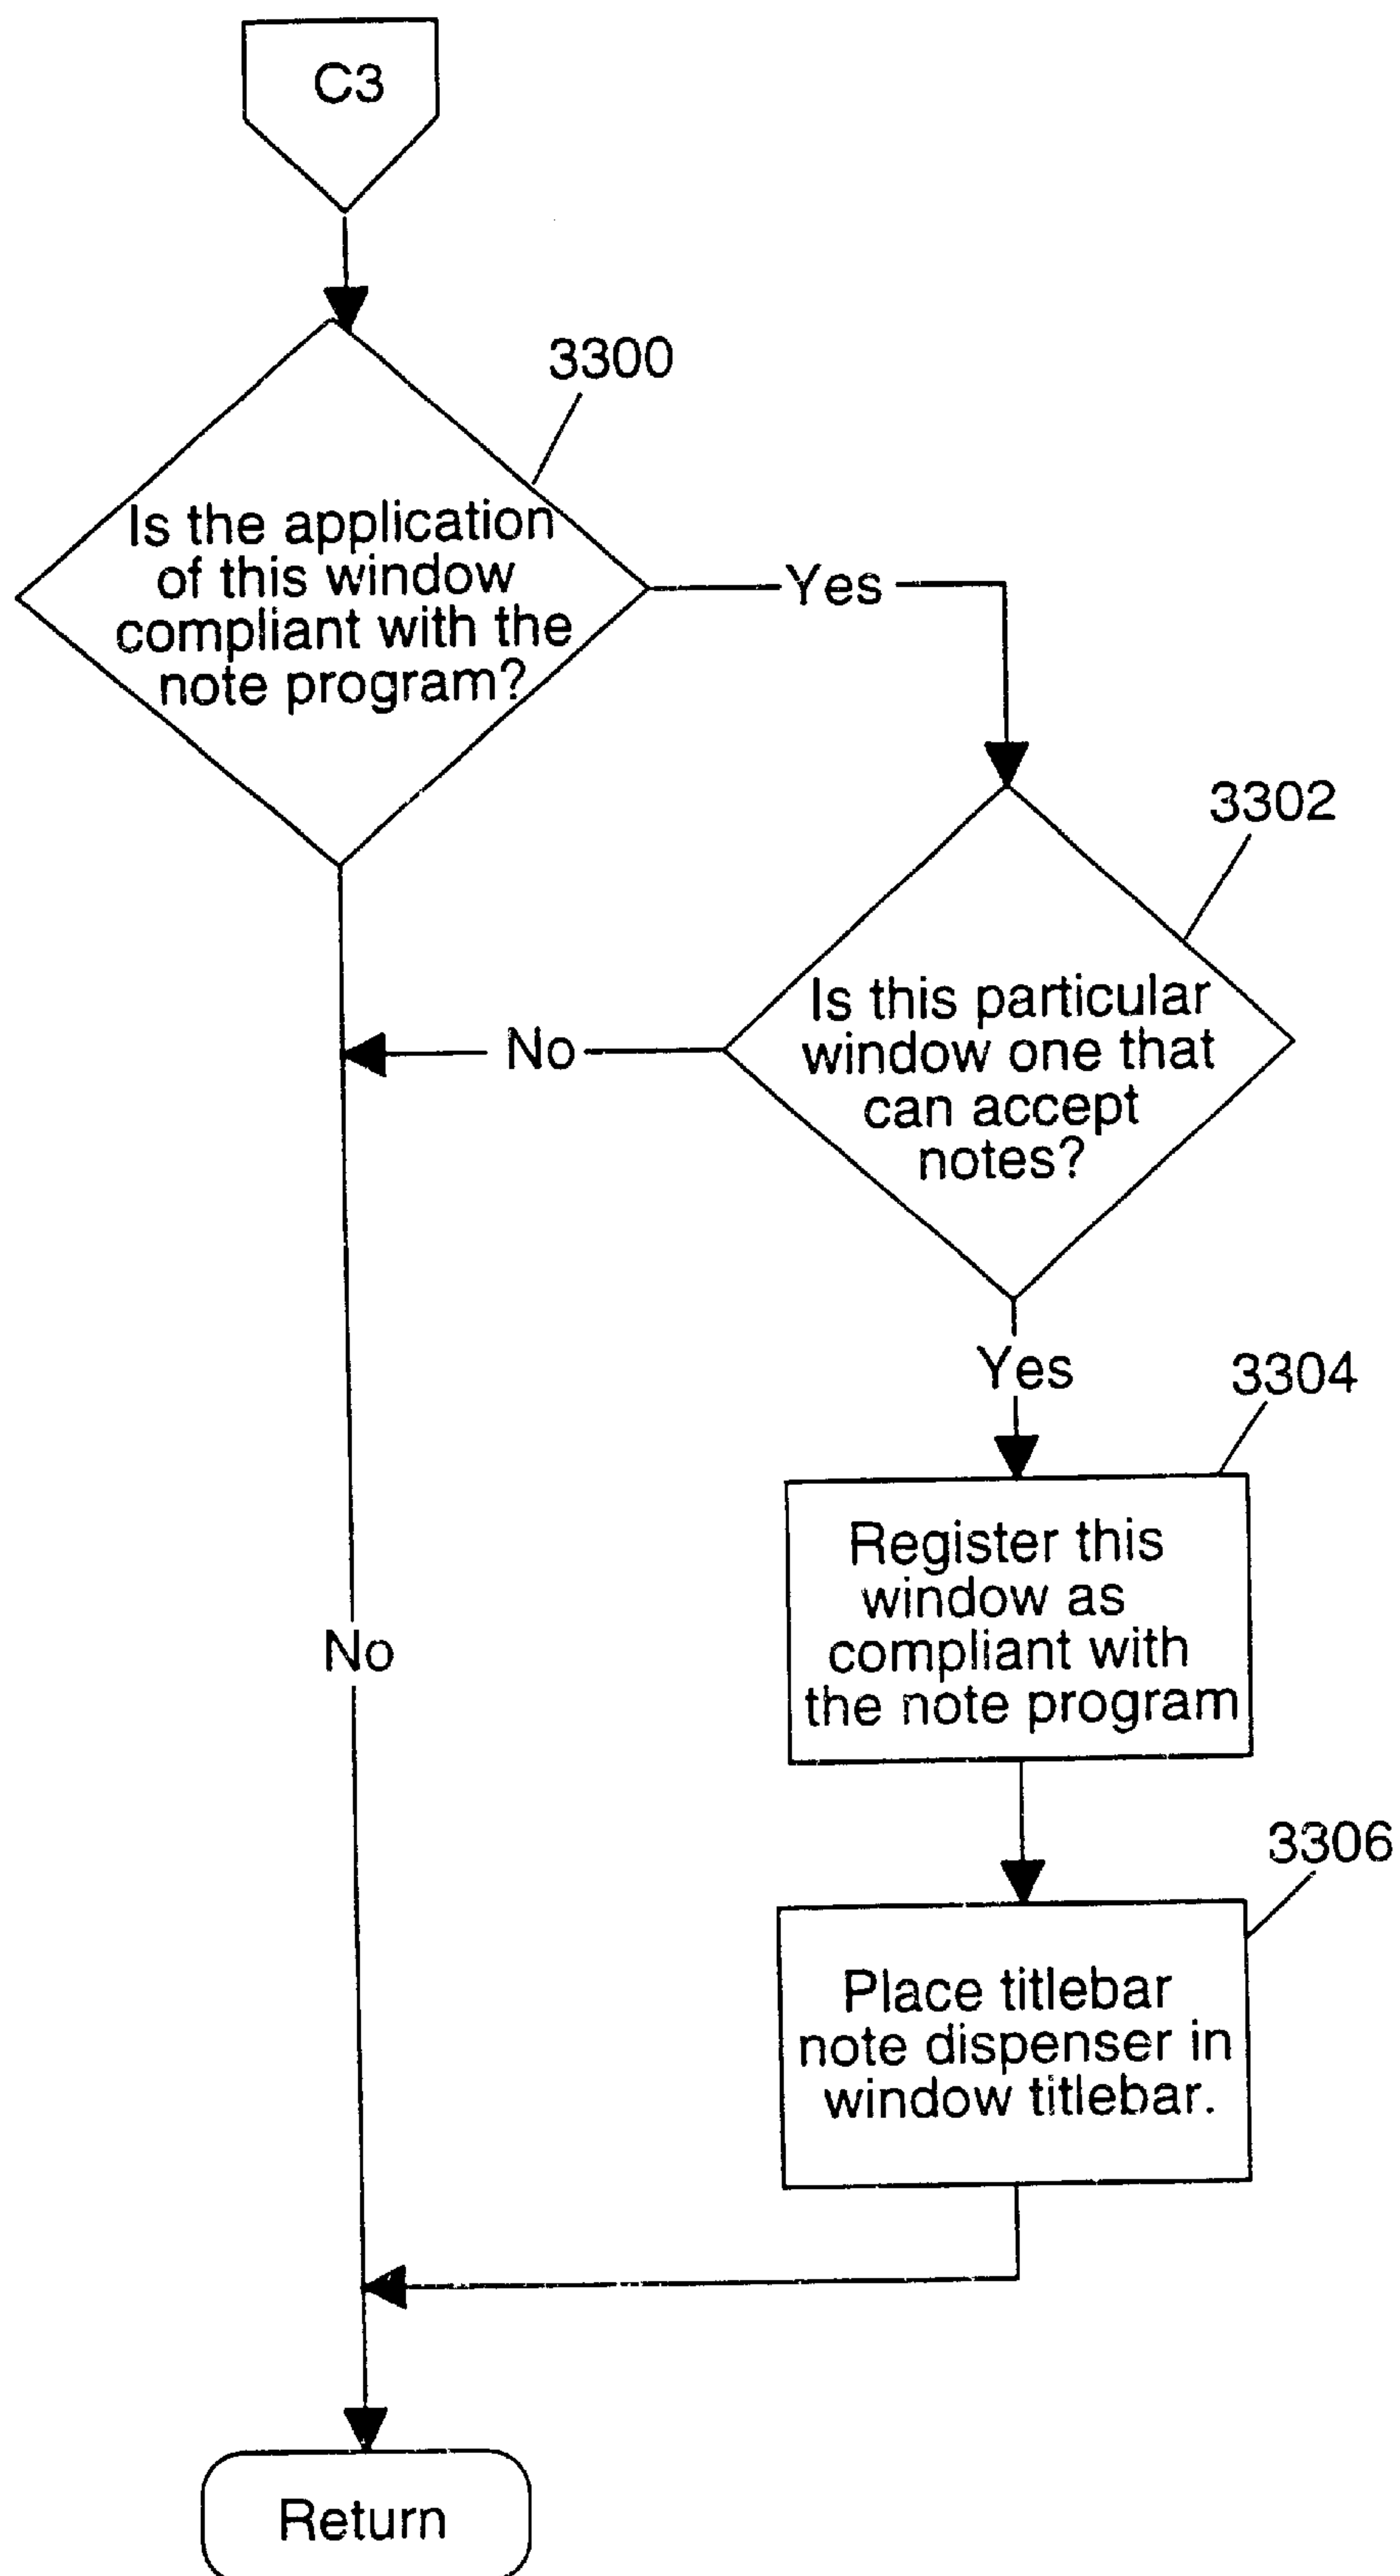 C3
3300
Is the application
of this window
compliant with the
note program?
Yes
3302
Is this particular
window one that
can accept
notes?
No
Yes
3304
Register this
window as
compliant with
the note program
No
3306
Place titlebar
note dispenser in
window titlebar.
Return